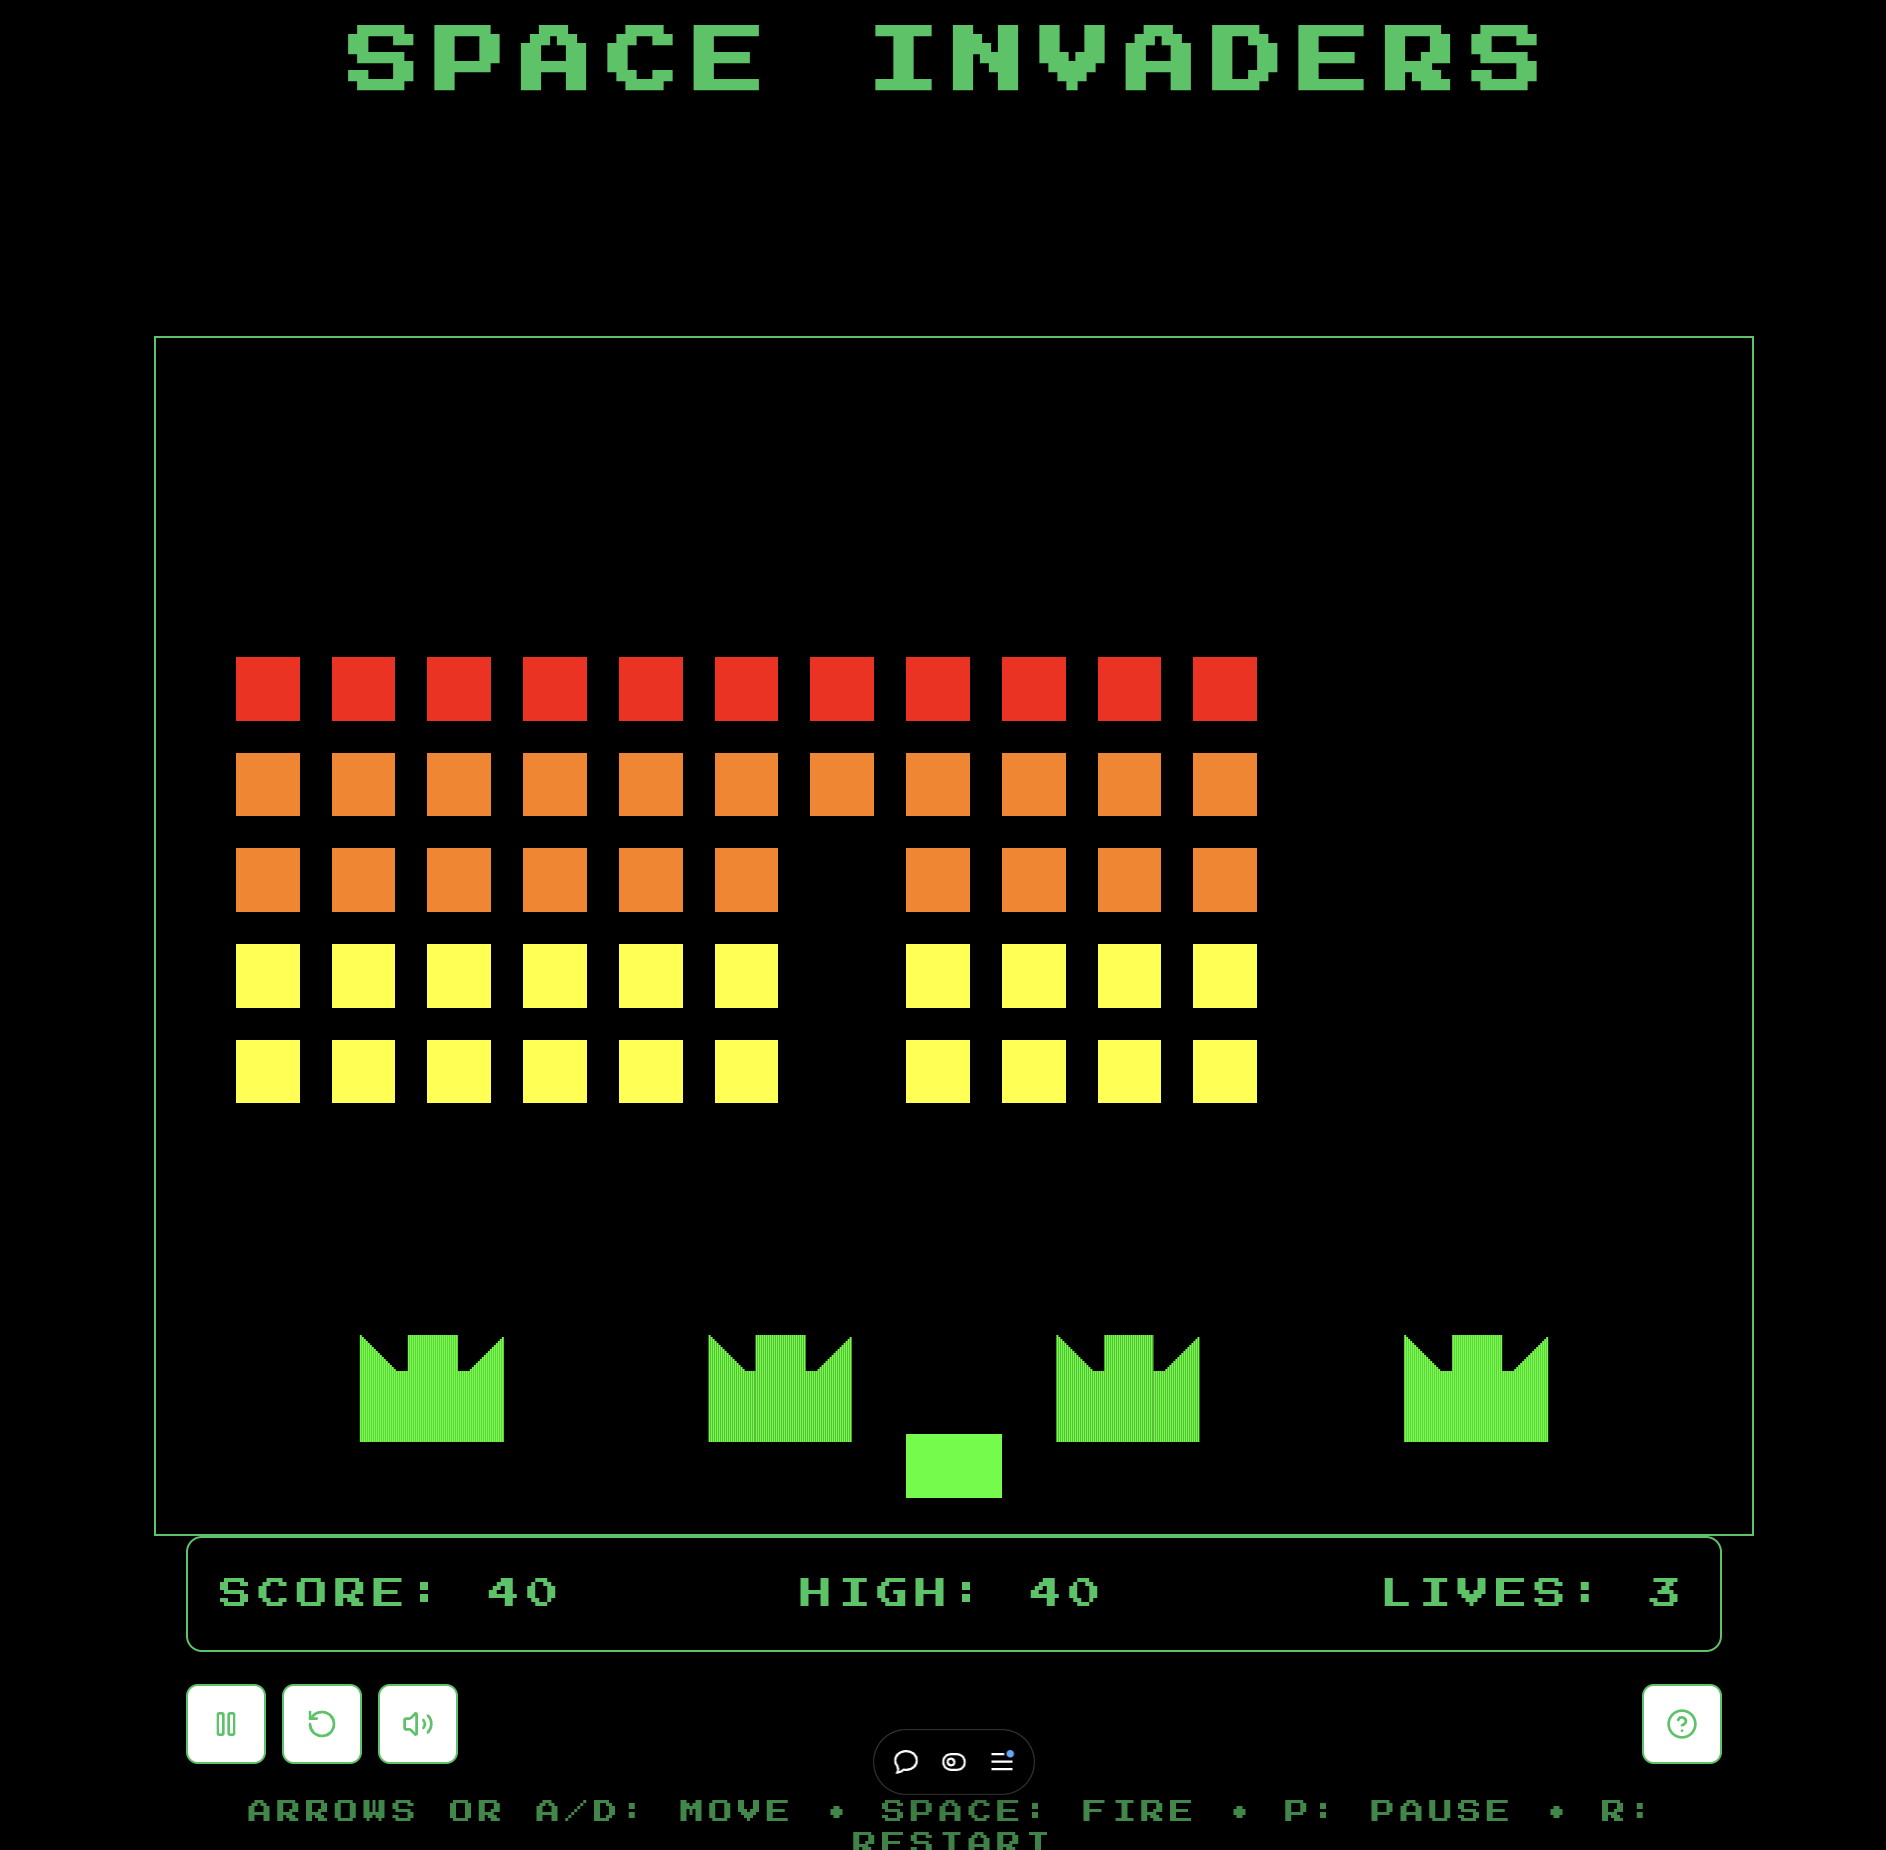 SPACE INVADERS
SCORE: 40 HIGH: 40 LIVES: 3
ARROWS OR A/D: MOVE • SPACE: FIRE • P: PAUSE • R:
RESTART